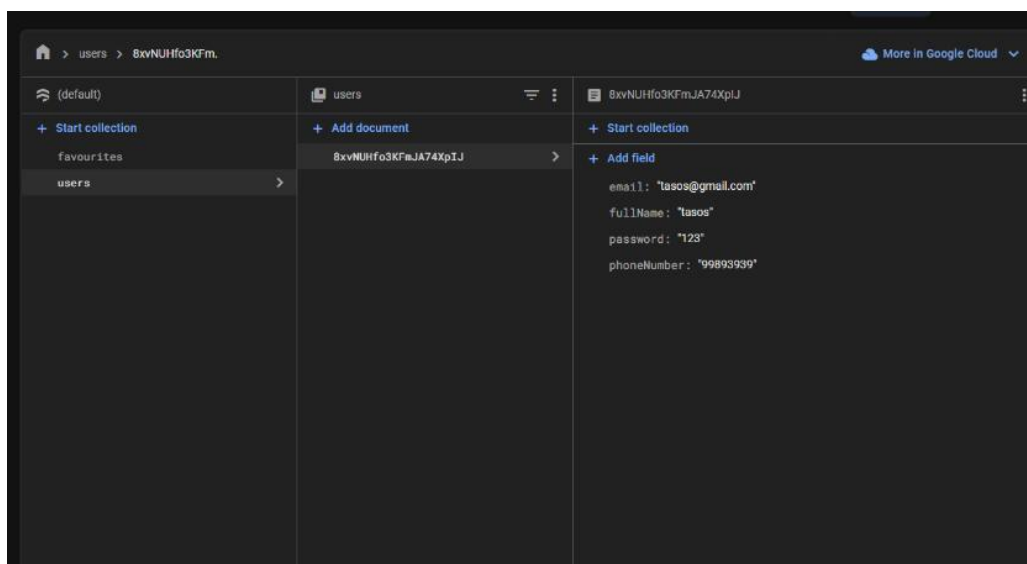 users > 8xvNUHfo3KFm.
More in Google Cloud
(default)
+ Start collection
favourites
users
users
+ Add document
8xvNUHfo3KFmJA74XpIJ
8xvNUHfo3KFmJA74XpIJ
+ Start collection
+ Add field
email: "tasos@gmail.com"
fullName: "tasos"
password: "123"
phoneNumber: "99893939"